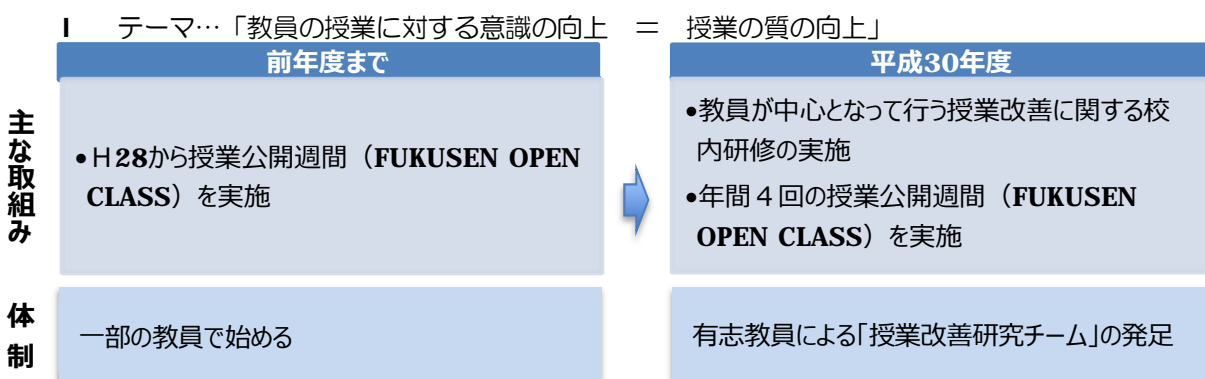 Ⅰ　テーマ…「教員の授業に対する意識の向上　＝　授業の質の向上」
前年度まで
平成30年度
主な取組み
•Ｈ28から授業公開週間（FUKUSEN OPEN
CLASS）を実施
•教員が中心となって行う授業改善に関する校
内研修の実施
•年間４回の授業公開週間（FUKUSEN
OPEN CLASS）を実施
体制
一部の教員で始める
有志教員による「授業改善研究チーム」の発足